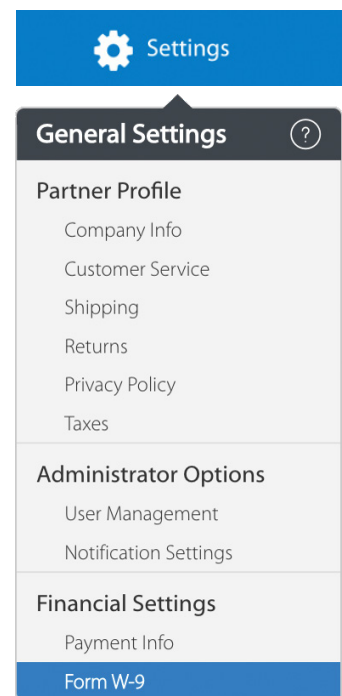 Settings
General Settings ?
Partner Profile
Company Info
Customer Service
Shipping
Returns
Privacy Policy
Taxes
Administrator Options
User Management
Notification Settings
Financial Settings
Payment Info
Form W-9